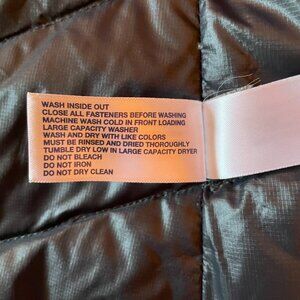 WASH INSIDE OUT
CLOSE ALL FASTENERS BEFORE WASHING
MACHINE WASH COLD IN FRONT LOADING
LARGE CAPACITY WASHER
WASH AND DRY WITH LIKE COLORS
MUST BE RINSED AND DRIED THOROUGHLY
TUMBLE DRY LOW IN LARGE CAPACITY DRYER
DO NOT BLEACH
DO NOT IRON
DO NOT DRY CLEAN